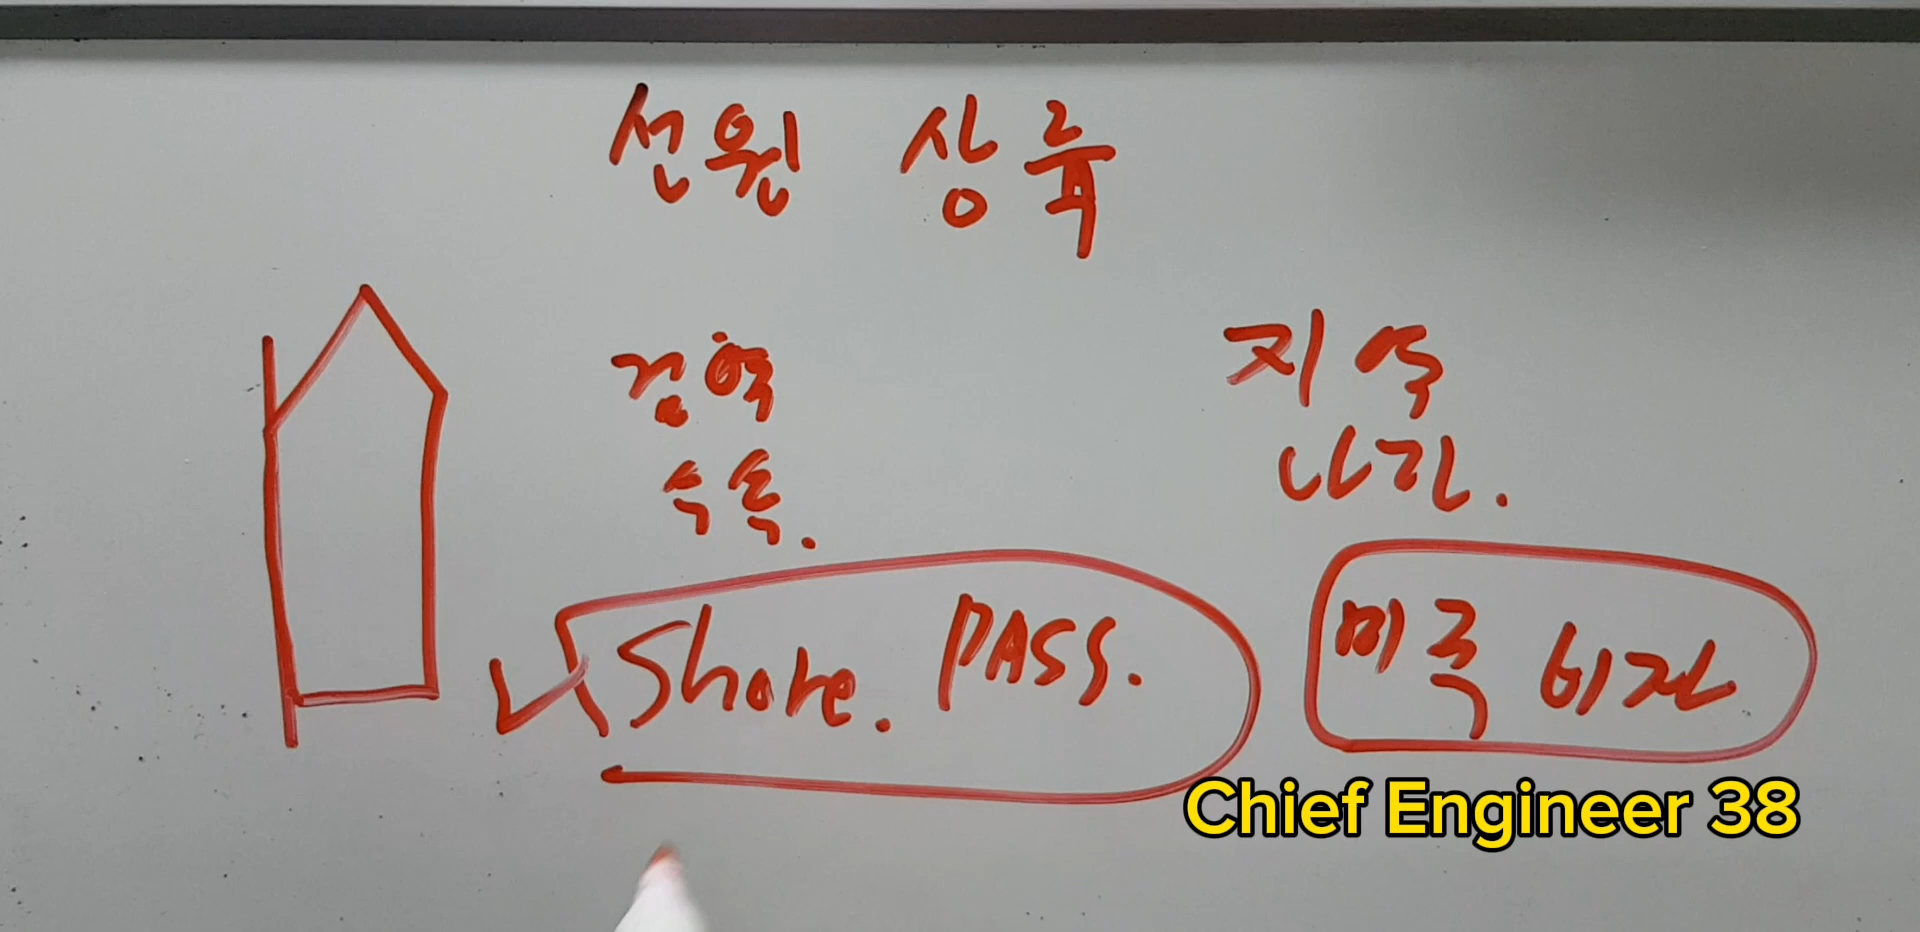 선원 상륙
검역
수속.
지역
나라.
Shore. PASS.
미국 비자
Chief Engineer 38